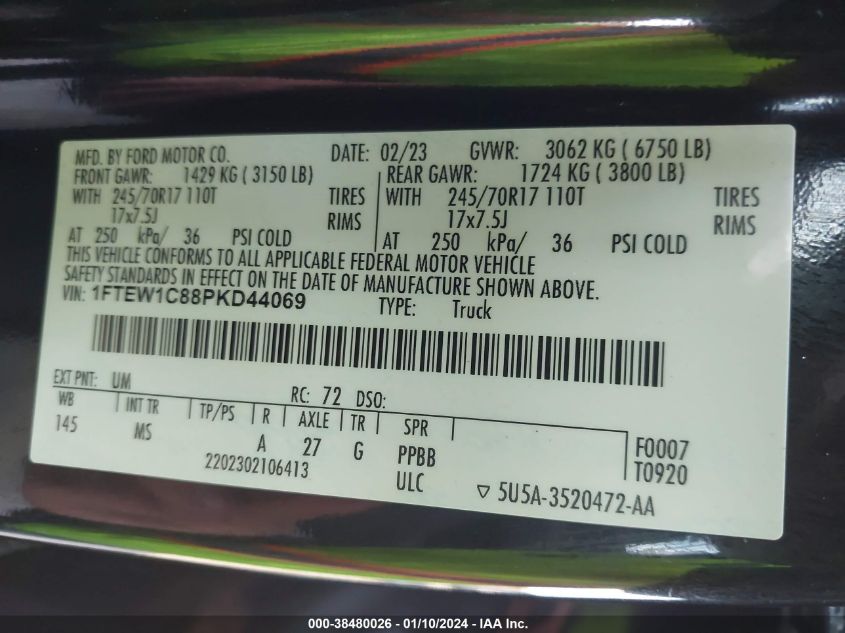 MFD. BY FORD MOTOR CO. DATE: 02/23 GVWR: 3062 KG ( 6750 LB)
FRONT GAWR: 1429 KG ( 3150 LB) REAR GAWR: 1724 KG ( 3800 LB)
WITH 245/70R17 110T TIRES WITH 245/70R17 110T TIRES
17x7.5J RIMS 17x7.5J RIMS
AT 250 kPa/ 36 PSI COLD AT 250 kPa/ 36 PSI COLD
THIS VEHICLE CONFORMS TO ALL APPLICABLE FEDERAL MOTOR VEHICLE
SAFETY STANDARDS IN EFFECT ON THE DATE OF MANUFACTURE SHOWN ABOVE.
VIN: 1FTEW1C88PKD44069 TYPE: Truck
EXT PNT: UM RC: 72 DSO:
WB INT TR TP/PS R AXLE TR SPR
145 MS A 27 G PPBB F0007
2202302106413 ULC T0920
▽ 5U5A-3520472-AA
000-38480026 - 01/10/2024 - IAA Inc.